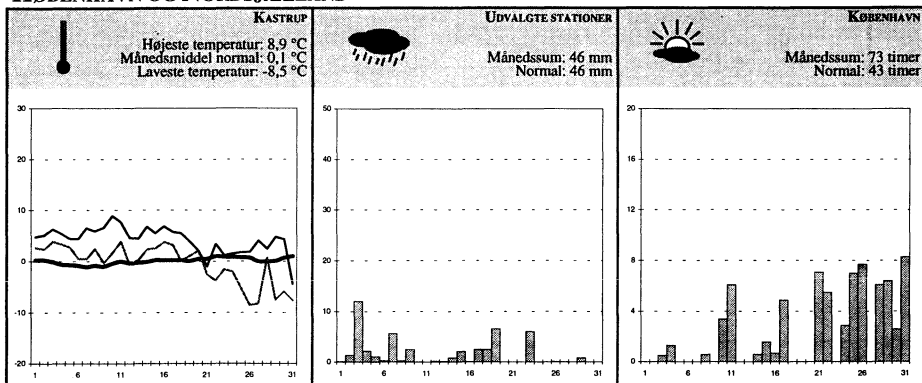 KASTRUP
Højeste temperatur: 8,9 °C
Månedsmiddel normal: 0,1 °C
Laveste temperatur: -8,5 °C
30
20
10
0
-10
-20
1 6 11 16 21 26 31
UDVALGTE STATIONER
Månedssum: 46 mm
Normal: 46 mm
50
40
30
20
10
0
1 6 11 16 21 26 31
KØBENHAVN
Månedssum: 73 timer
Normal: 43 timer
20
16
12
8
4
0
1 6 11 16 21 26 31